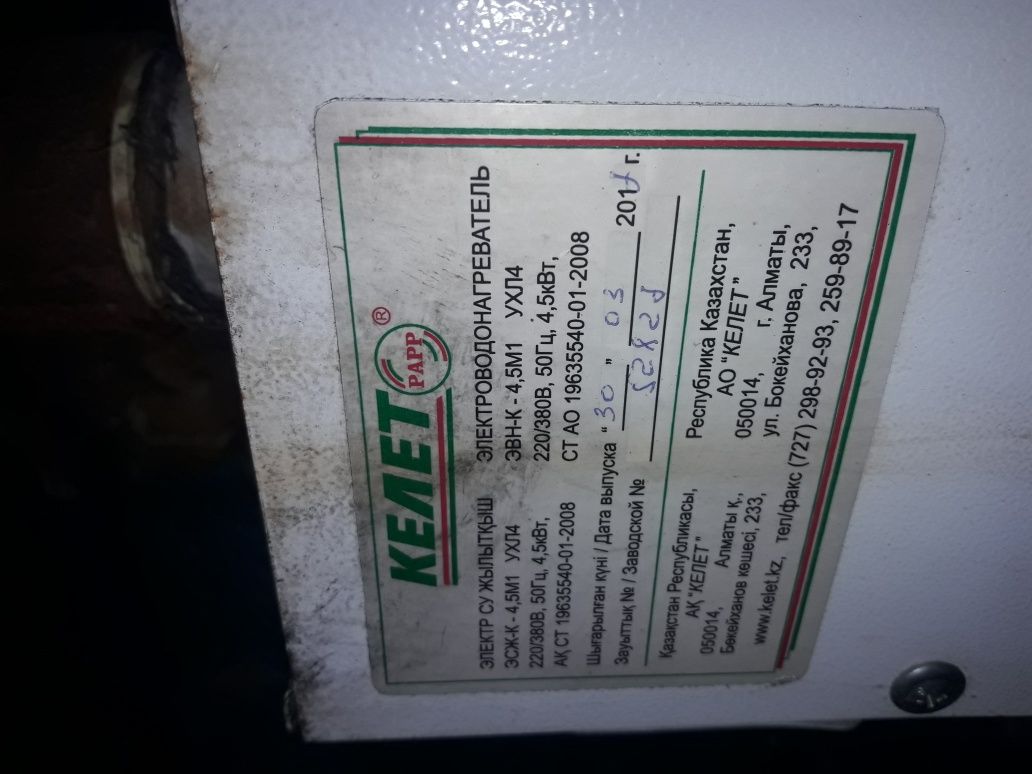 КЕЛЕТ PAPP ®
ЭЛЕКТР СУ ЖЫЛЫТҚЫШ ЭЛЕКТРОВОДОНАГРЕВАТЕЛЬ
ЭСЖ-К - 4,5М1 УХЛ4 ЭВН-К - 4,5М1 УХЛ4
220/380В, 50Гц, 4,5кВт, 220/380В, 50Гц, 4,5кВт,
АҚ СТ 19635540-01-2008 СТ АО 19635540-01-2008
Шығарылған күні / Дата выпуска “ 30 „ 03 201 г.
Зауыттық № / Заводской №
Қазақстан Республикасы, Республика Казахстан,
АҚ “КЕЛЕТ” АО “КЕЛЕТ”
050014, Алматы қ., 050014, г. Алматы,
Бөкейханов көшесі, 233, ул. Бокейханова, 233,
www.kelet.kz, тел/факс (727) 298-92-93, 259-89-17